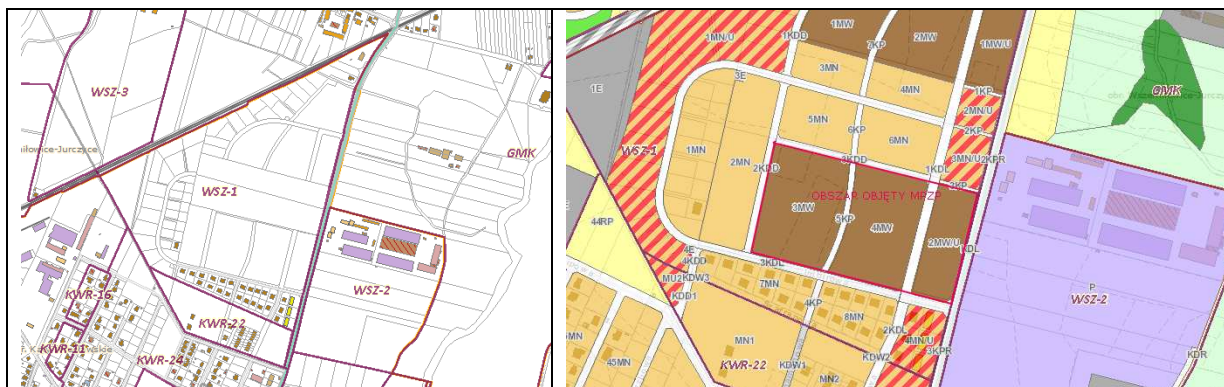 WSZ-3
GMK
iłowice-Jurczyce
WSZ-1
WSZ-2
KWR-16
KWR-22
KWR-11
KWR-24
1MN/U
1KDD
1MW
7KP
2MW
1MW/U
1E
3E
3MN
4MN
1KP
2MN/U
GMK
5MN
6KP
6MN
2KP
WSZ-1
1MN
2MN
2KDD
3KDD
1KDL
3MN/U
2KPR
3KP
OBSZAR OBJĘTY MPZP
44RP
3MW
5KP
4MW
2MW/U
1KDL
4E
4KDD
3KDL
MU2
KDW3
7MN
KDD1
4KP
8MN
P
WSZ-2
2KDL
4MN/U
3KPR
MN1
45MN
KWR-22
KDW1
KDW2
MN2
KDR